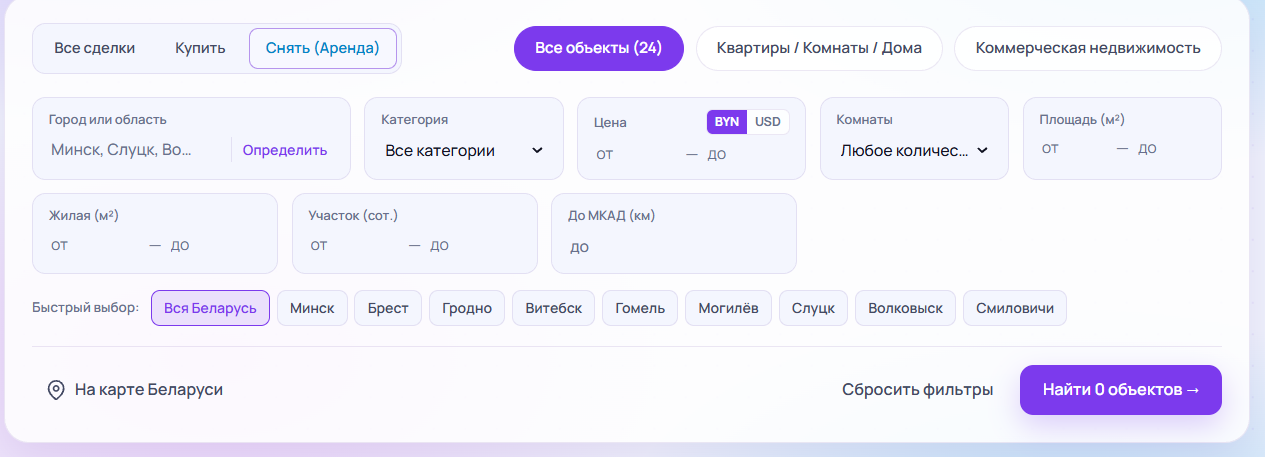 Все сделки Купить Снять (Аренда) Все объекты (24) Квартиры / Комнаты / Дома Коммерческая недвижимость
Город или область Категория Цена BYN USD Комнаты Площадь (м²)
Минск, Слуцк, Во... Определить Все категории от — до Любое количес... от — до
Жилая (м²) Участок (сот.) До МКАД (км)
от — до от — до до
Быстрый выбор: Вся Беларусь Минск Брест Гродно Витебск Гомель Могилёв Слуцк Волковыск Смиловичи
На карте Беларуси Сбросить фильтры Найти 0 объектов →